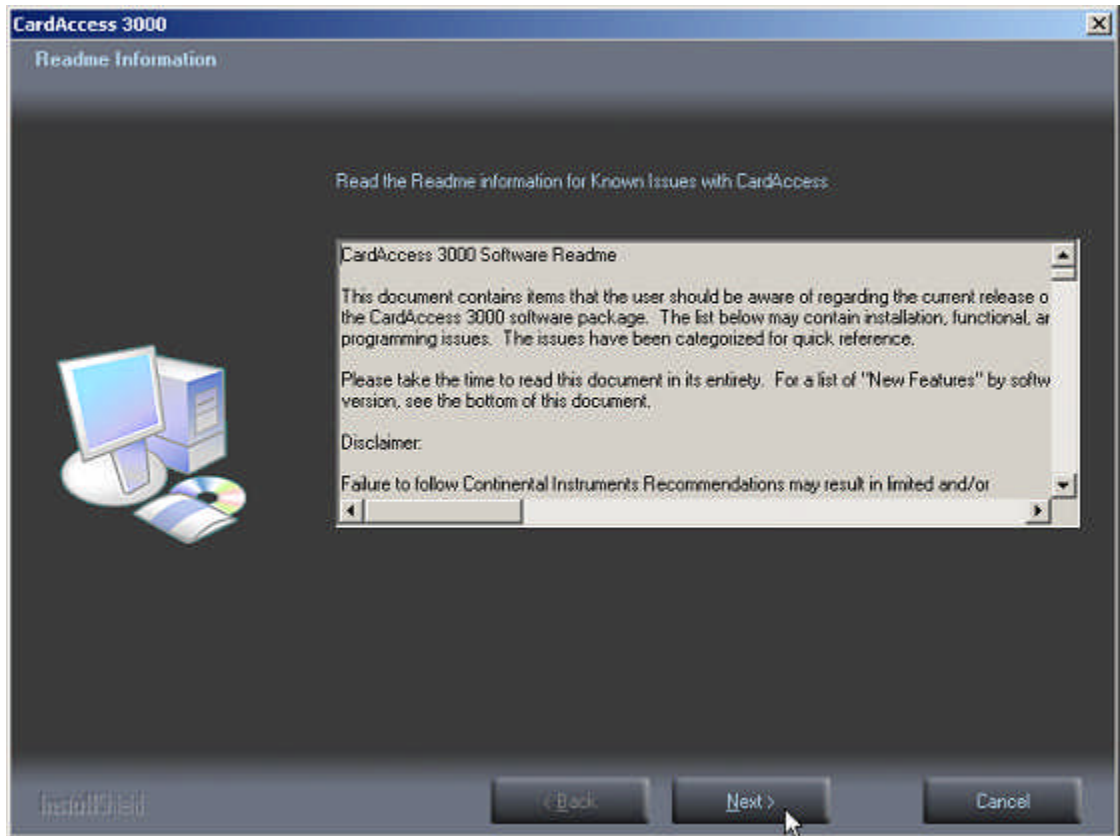 CardAccess 3000
Readme Information
Read the Readme information for Known Issues with CardAccess
CardAccess 3000 Software Readme
This document contains items that the user should be aware of regarding the current release o
the CardAccess 3000 software package. The list below may contain installation, functional, ar
programming issues. The issues have been categorized for quick reference.
Please take the time to read this document in its entirety. For a list of "New Features" by softw
version, see the bottom of this document.
Disclaimer:
Failure to follow Continental Instruments Recommendations may result in limited and/or
InstallShield
< Back
Next >
Cancel